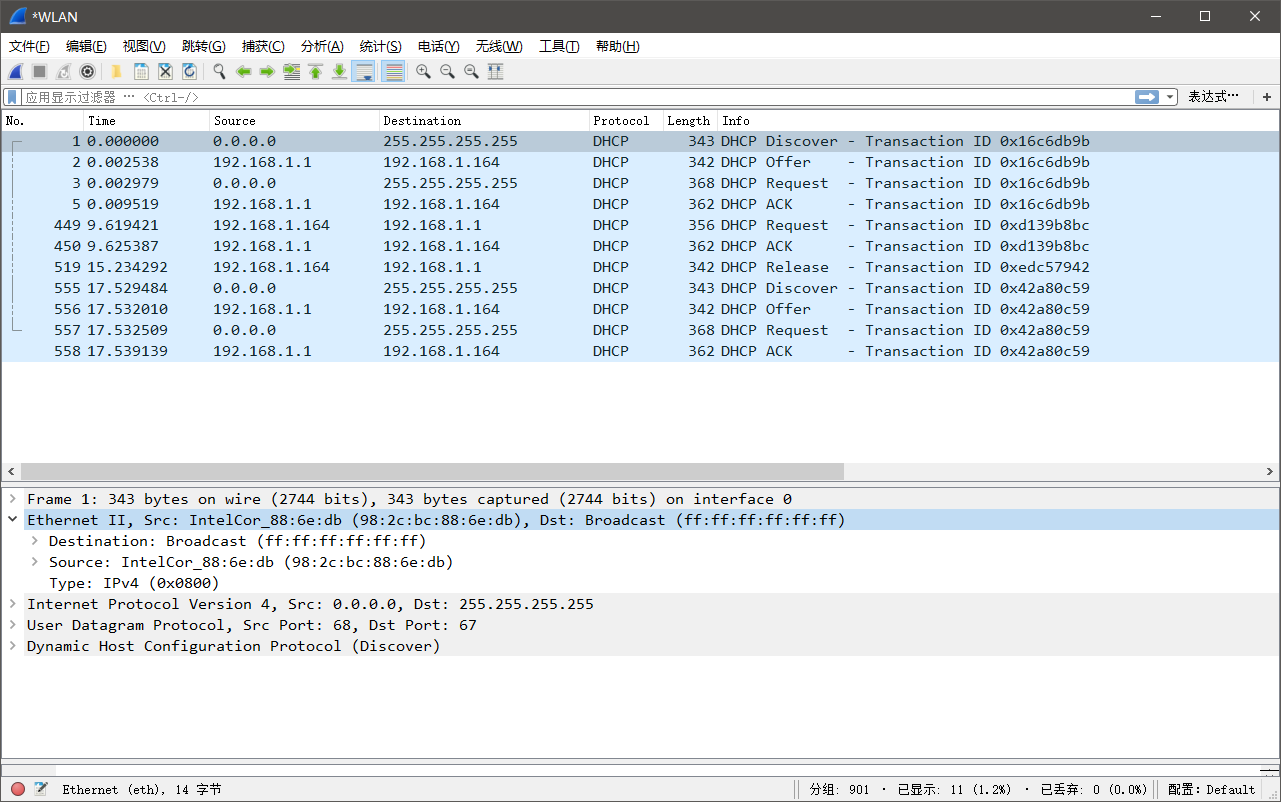 *WLAN
文件(F) 编辑(E) 视图(V) 跳转(G) 捕获(C) 分析(A) 统计(S) 电话(Y) 无线(W) 工具(T) 帮助(H)
应用显示过滤器 … <Ctrl-/> 表达式… +
No. Time Source Destination Protocol Length Info
1 0.000000 0.0.0.0 255.255.255.255 DHCP 343 DHCP Discover - Transaction ID 0x16c6db9b
2 0.002538 192.168.1.1 192.168.1.164 DHCP 342 DHCP Offer - Transaction ID 0x16c6db9b
3 0.002979 0.0.0.0 255.255.255.255 DHCP 368 DHCP Request - Transaction ID 0x16c6db9b
5 0.009519 192.168.1.1 192.168.1.164 DHCP 362 DHCP ACK - Transaction ID 0x16c6db9b
449 9.619421 192.168.1.164 192.168.1.1 DHCP 356 DHCP Request - Transaction ID 0xd139b8bc
450 9.625387 192.168.1.1 192.168.1.164 DHCP 362 DHCP ACK - Transaction ID 0xd139b8bc
519 15.234292 192.168.1.164 192.168.1.1 DHCP 342 DHCP Release - Transaction ID 0xedc57942
555 17.529484 0.0.0.0 255.255.255.255 DHCP 343 DHCP Discover - Transaction ID 0x42a80c59
556 17.532010 192.168.1.1 192.168.1.164 DHCP 342 DHCP Offer - Transaction ID 0x42a80c59
557 17.532509 0.0.0.0 255.255.255.255 DHCP 368 DHCP Request - Transaction ID 0x42a80c59
558 17.539139 192.168.1.1 192.168.1.164 DHCP 362 DHCP ACK - Transaction ID 0x42a80c59
Frame 1: 343 bytes on wire (2744 bits), 343 bytes captured (2744 bits) on interface 0
Ethernet II, Src: IntelCor_88:6e:db (98:2c:bc:88:6e:db), Dst: Broadcast (ff:ff:ff:ff:ff:ff)
Destination: Broadcast (ff:ff:ff:ff:ff:ff)
Source: IntelCor_88:6e:db (98:2c:bc:88:6e:db)
Type: IPv4 (0x0800)
Internet Protocol Version 4, Src: 0.0.0.0, Dst: 255.255.255.255
User Datagram Protocol, Src Port: 68, Dst Port: 67
Dynamic Host Configuration Protocol (Discover)
Ethernet (eth), 14 字节 分组: 901 · 已显示: 11 (1.2%) · 已丢弃: 0 (0.0%) 配置: Default